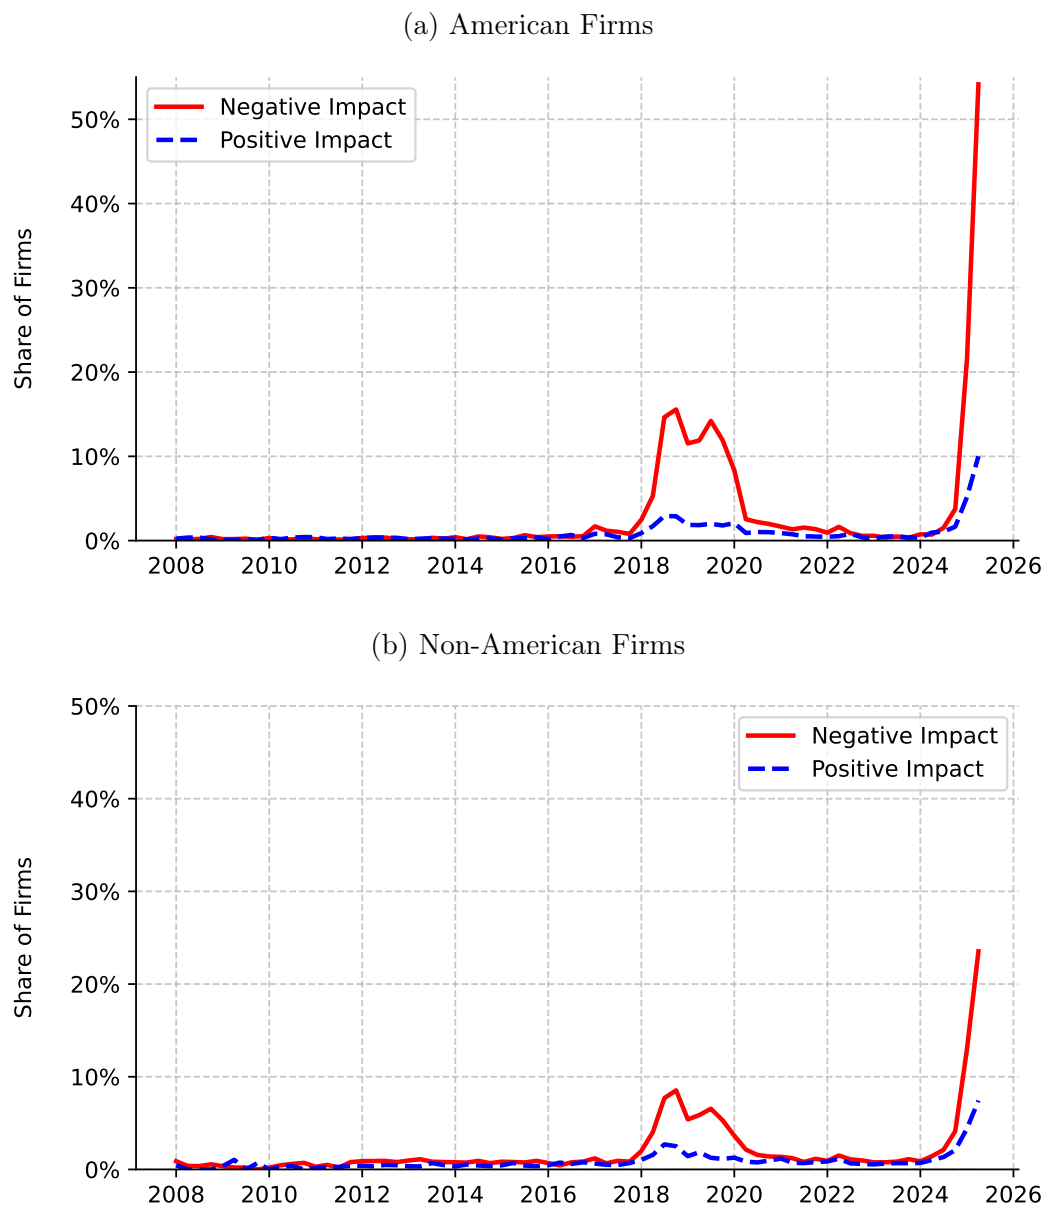 (a) American Firms
Negative Impact
Positive Impact
50%
40%
30%
20%
10%
0%
Share of Firms
2008 2010 2012 2014 2016 2018 2020 2022 2024 2026
(b) Non-American Firms
Negative Impact
Positive Impact
50%
40%
30%
20%
10%
0%
Share of Firms
2008 2010 2012 2014 2016 2018 2020 2022 2024 2026